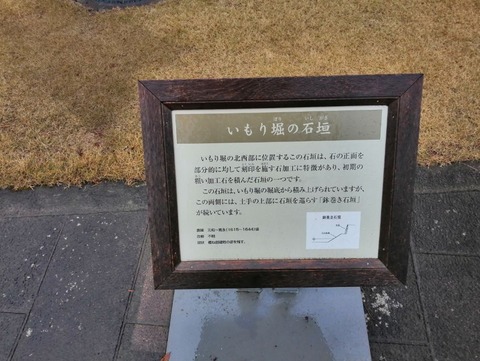 いもり堀の石垣
いもり堀の北西部に位置するこの石垣は、石の正面を
部分的に均して刻印を施す石加工に特徴があり、初期の
粗い加工石を積んだ石垣の一つです。
この石垣は、いもり堀の堀底から積み上げられていますが、
この両側には、土手の上部に石垣を巡らす「鉢巻き石垣」
が続いています。
鉢巻き石垣